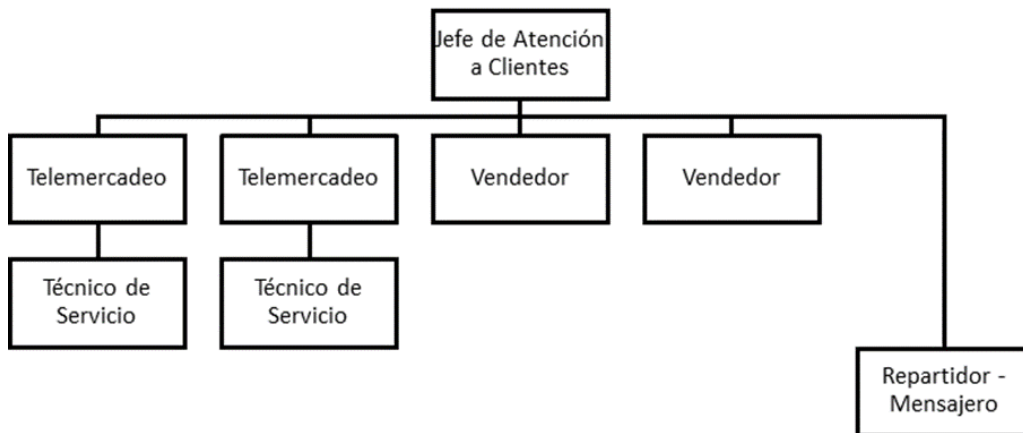 Jefe de Atención
a Clientes
Telemercadeo
Telemercadeo
Vendedor
Vendedor
Técnico de
Servicio
Técnico de
Servicio
Repartidor -
Mensajero